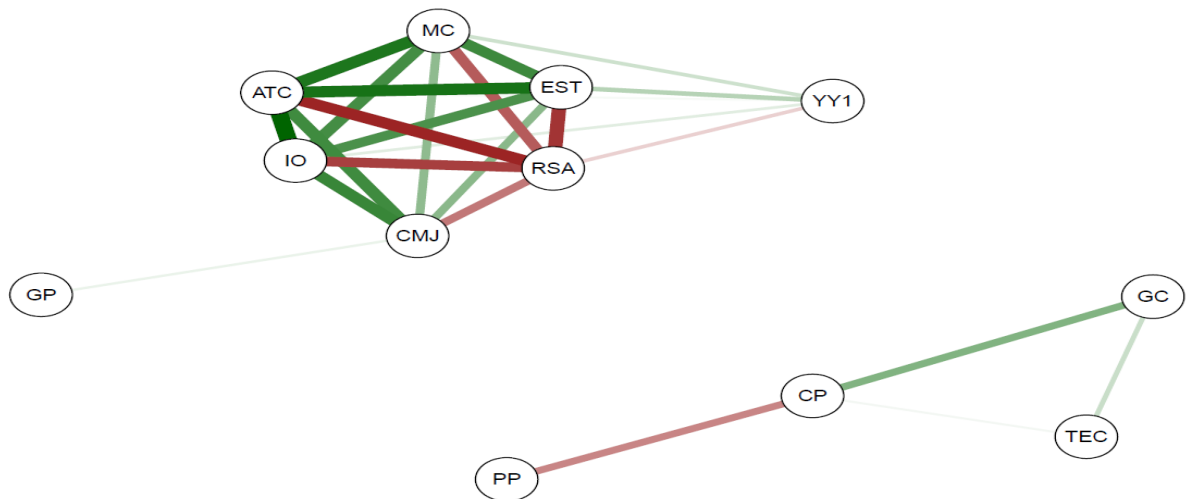 MC
EST
ATC
YY1
IO
RSA
CMJ
GP
GC
CP
TEC
PP